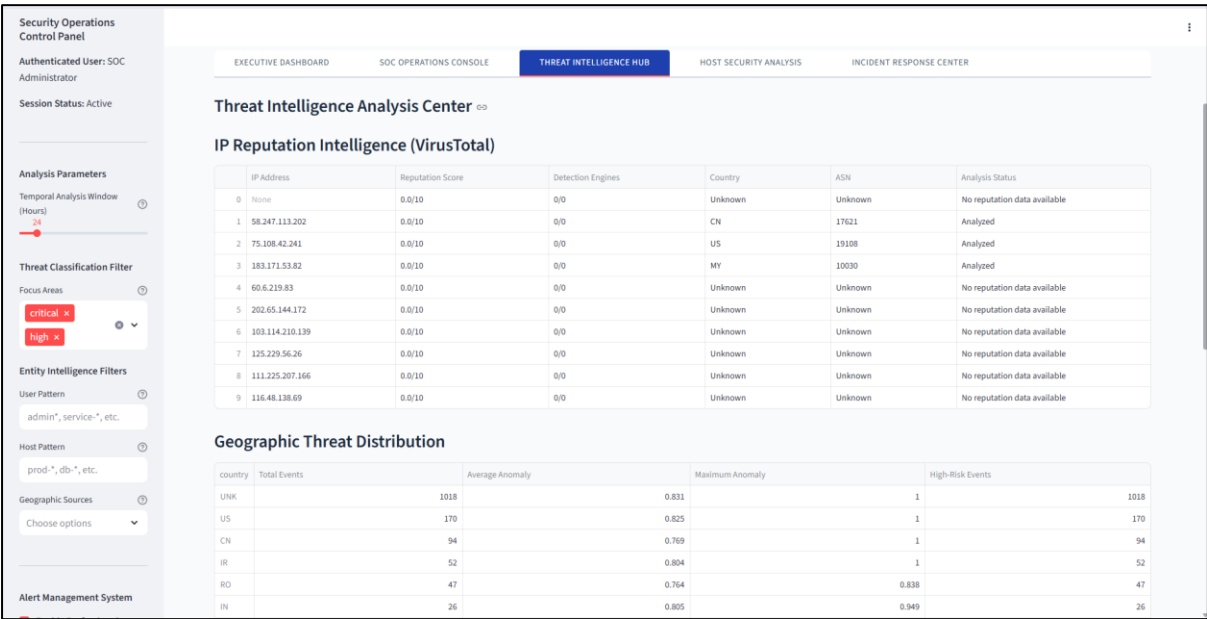 Security Operations
Control Panel
Authenticated User: SOC
Administrator
Session Status: Active
Analysis Parameters
Temporal Analysis Window
(Hours)
24
Threat Classification Filter
Focus Areas
critical ×
high ×
Entity Intelligence Filters
User Pattern
admin*, service-*, etc.
Host Pattern
prod-*, db-*, etc.
Geographic Sources
Choose options
Alert Management System
EXECUTIVE DASHBOARD SOC OPERATIONS CONSOLE THREAT INTELLIGENCE HUB HOST SECURITY ANALYSIS INCIDENT RESPONSE CENTER
Threat Intelligence Analysis Center
IP Reputation Intelligence (VirusTotal)
IP Address Reputation Score Detection Engines Country ASN Analysis Status
0 None 0.0/10 0/0 Unknown Unknown No reputation data available
1 58.247.113.202 0.0/10 0/0 CN 17621 Analyzed
2 75.108.42.241 0.0/10 0/0 US 19108 Analyzed
3 183.171.53.82 0.0/10 0/0 MY 10030 Analyzed
4 60.6.219.83 0.0/10 0/0 Unknown Unknown No reputation data available
5 202.65.144.172 0.0/10 0/0 Unknown Unknown No reputation data available
6 103.114.210.139 0.0/10 0/0 Unknown Unknown No reputation data available
7 125.229.56.26 0.0/10 0/0 Unknown Unknown No reputation data available
8 111.225.207.166 0.0/10 0/0 Unknown Unknown No reputation data available
9 116.48.138.69 0.0/10 0/0 Unknown Unknown No reputation data available
Geographic Threat Distribution
country Total Events Average Anomaly Maximum Anomaly High-Risk Events
UNK 1018 0.831 1 1018
US 170 0.825 1 170
CN 94 0.769 1 94
IR 52 0.804 1 52
RO 47 0.764 0.838 47
IN 26 0.805 0.949 26